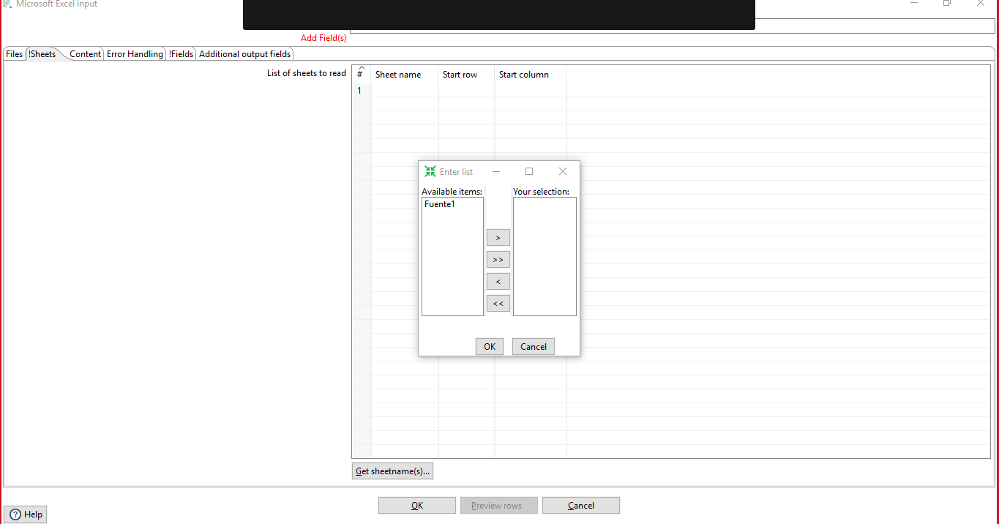 Microsoft Excel input
Add Field(s)
Files !Sheets Content Error Handling !Fields Additional output fields
List of sheets to read
# Sheet name Start row Start column
1
Enter list
Available items: Your selection:
Fuente1
>
>>
<
<<
OK Cancel
Get sheetname(s)...
OK Preview rows Cancel
? Help